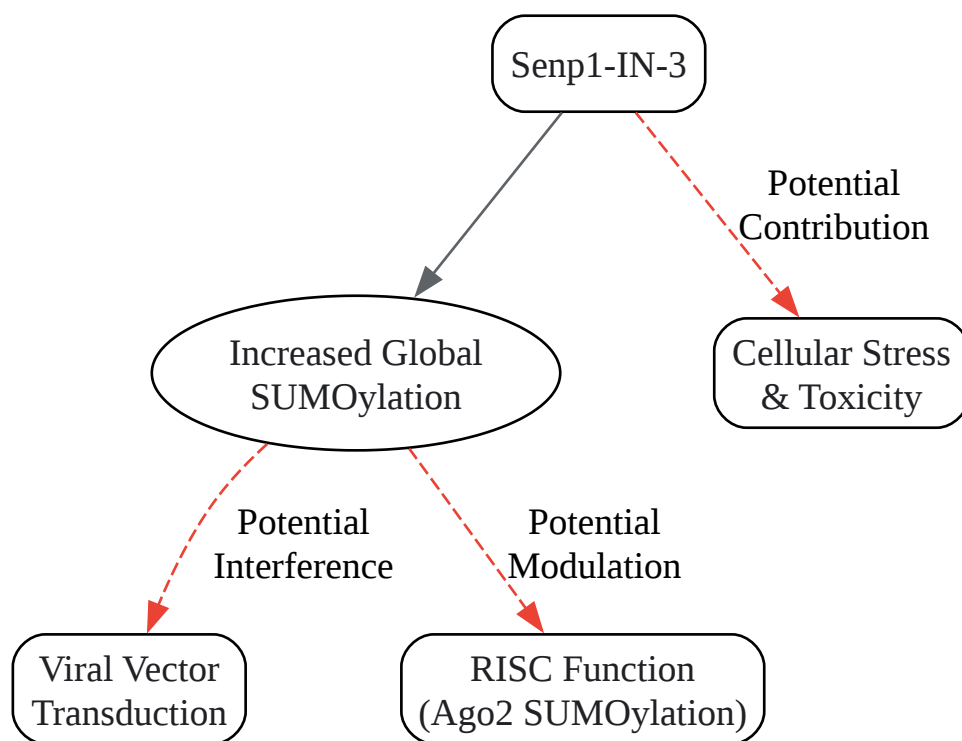 Senp1-IN-3
Potential
Contribution
Increased Global
SUMOylation
Cellular Stress
& Toxicity
Potential
Interference
Potential
Modulation
Viral Vector
Transduction
RISC Function
(Ago2 SUMOylation)